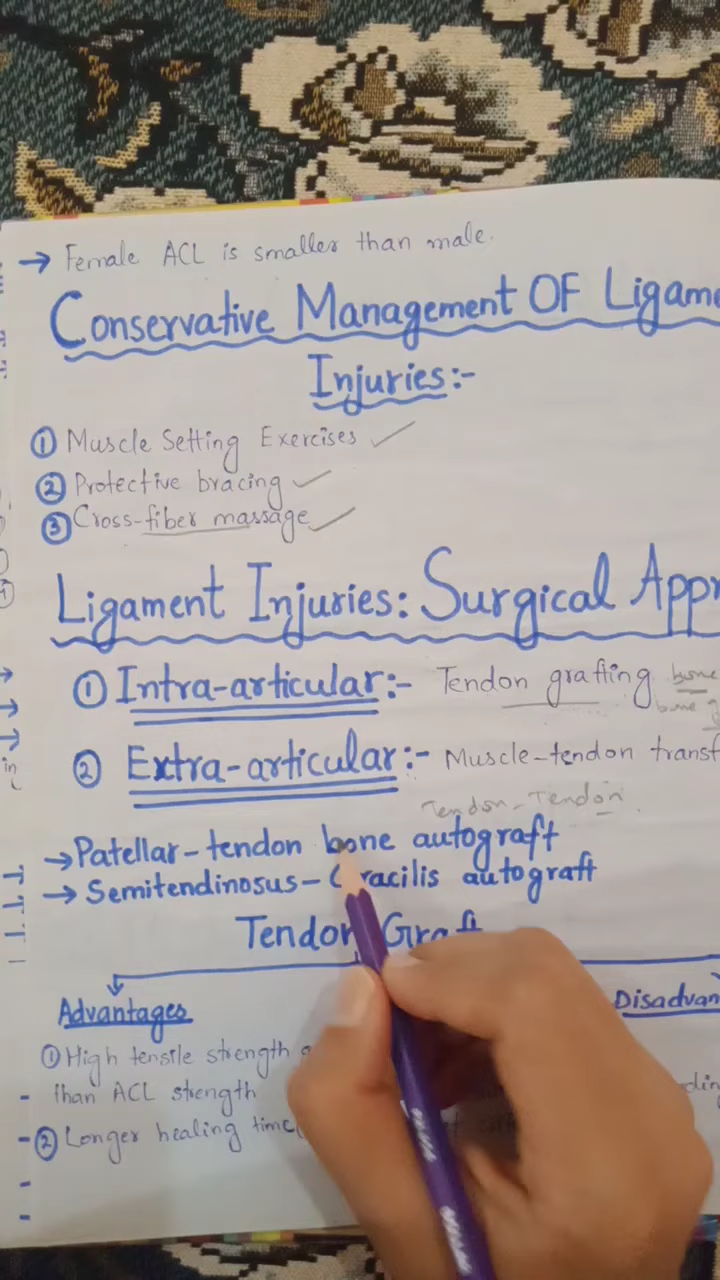 → Female ACL is smaller than male.
Conservative Management OF Ligame
Injuries:-
① Muscle Setting Exercises ✓
② Protective bracing ✓
③ Cross-fiber massage ✓
Ligament Injuries: Surgical Appr
① Intra-articular:- Tendon grafting bone
bone
② Extra-articular:- Muscle-tendon transf
Tendon-Tendon
→ Patellar-tendon bone autograft
→ Semitendinosus-Gracilis autograft
Tendon Graft
Advantages
Disadvan
① High tensile strength
than ACL strength
② Longer healing time